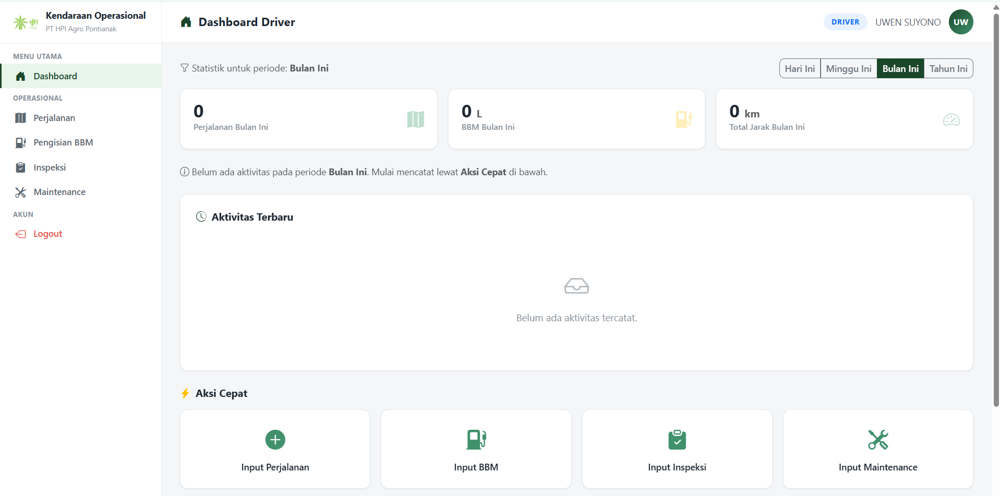 HPI
Kendaraan Operasional
PT HPI Agro Pontianak
MENU UTAMA
Dashboard
OPERASIONAL
Perjalanan
Pengisian BBM
Inspeksi
Maintenance
AKUN
Logout
Dashboard Driver
DRIVER
UWEN SUYONO
UW
Statistik untuk periode: Bulan Ini
Hari Ini
Minggu Ini
Bulan Ini
Tahun Ini
0
Perjalanan Bulan Ini
0 L
BBM Bulan Ini
0 km
Total Jarak Bulan Ini
Belum ada aktivitas pada periode Bulan Ini. Mulai mencatat lewat Aksi Cepat di bawah.
Aktivitas Terbaru
Belum ada aktivitas tercatat.
Aksi Cepat
Input Perjalanan
Input BBM
Input Inspeksi
Input Maintenance